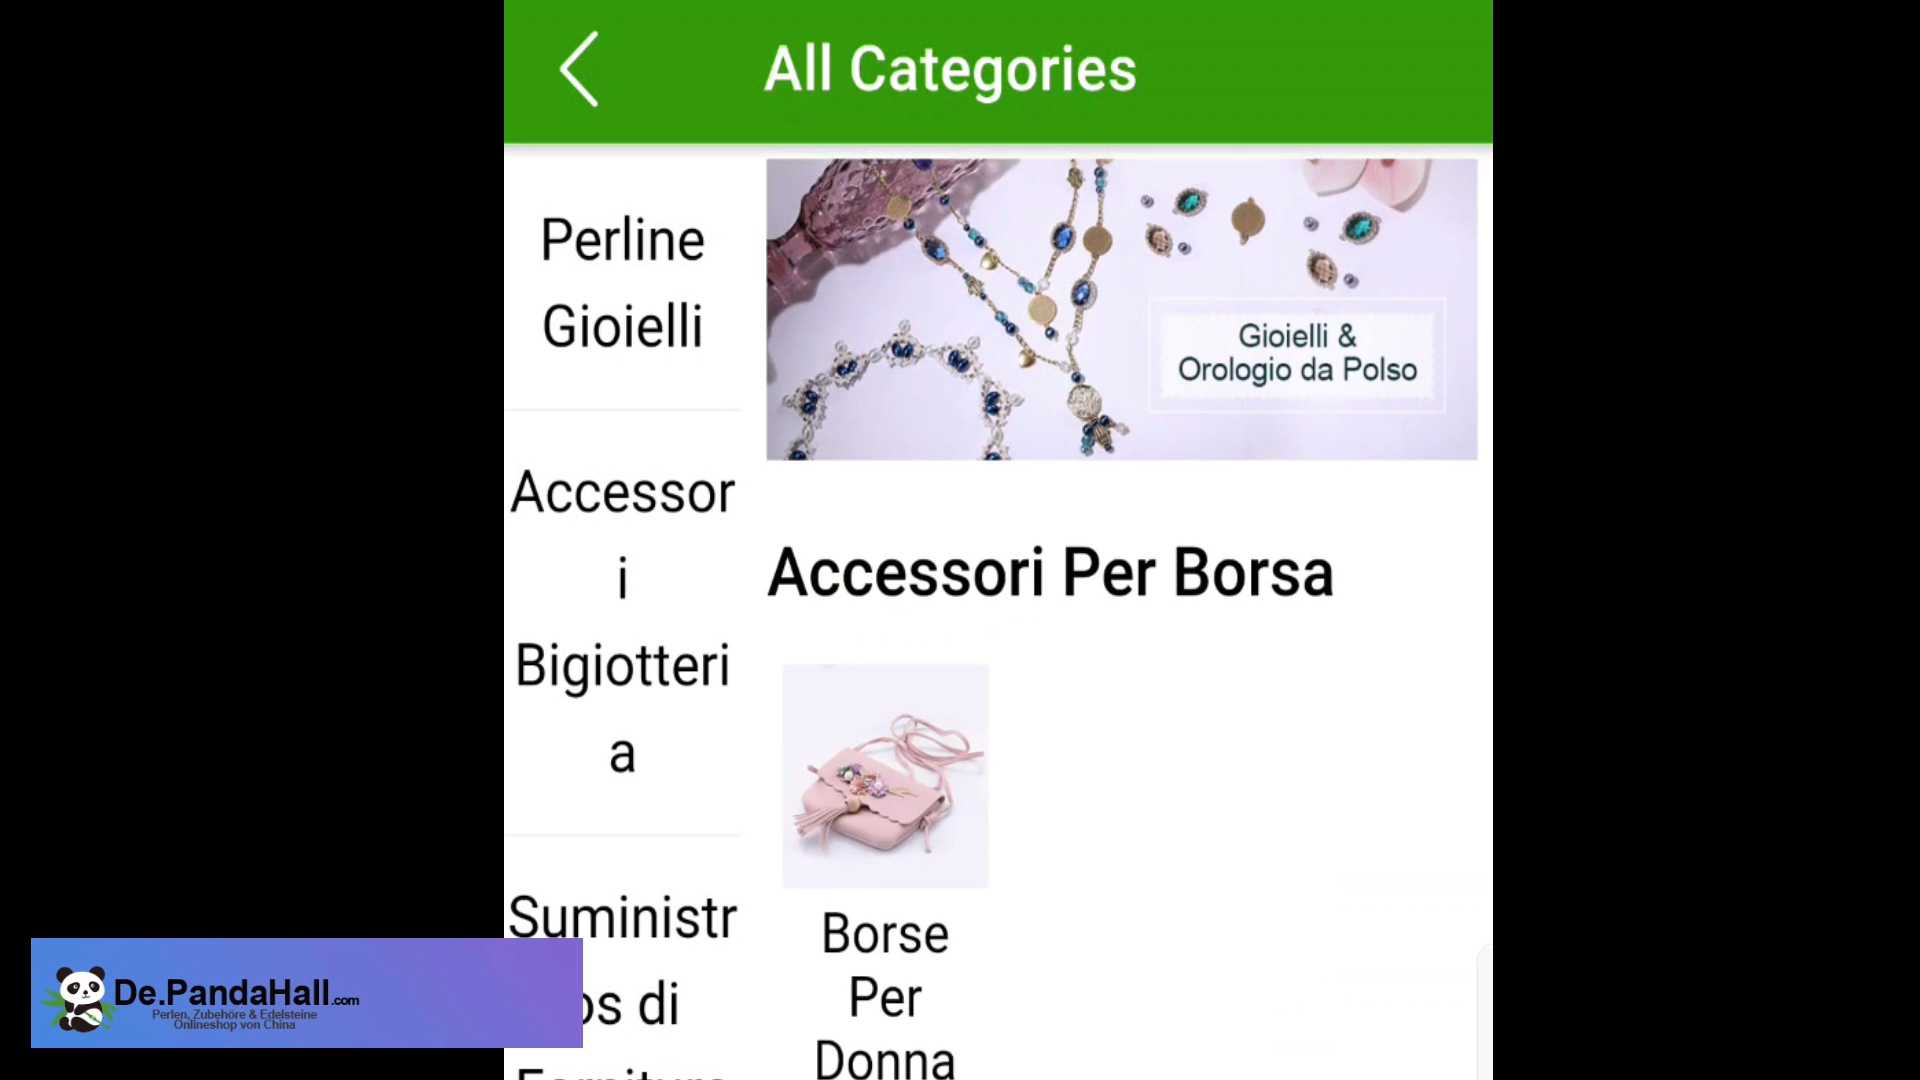 All Categories
Perline
Gioielli
Accessor
i
Bigiotteri
a
Suministr
os di
Gioielli &
Orologio da Polso
Accessori Per Borsa
Borse
Per
Donna
De.PandaHall.com
Perlen, Zubehöre & Edelsteine
Onlineshop von China